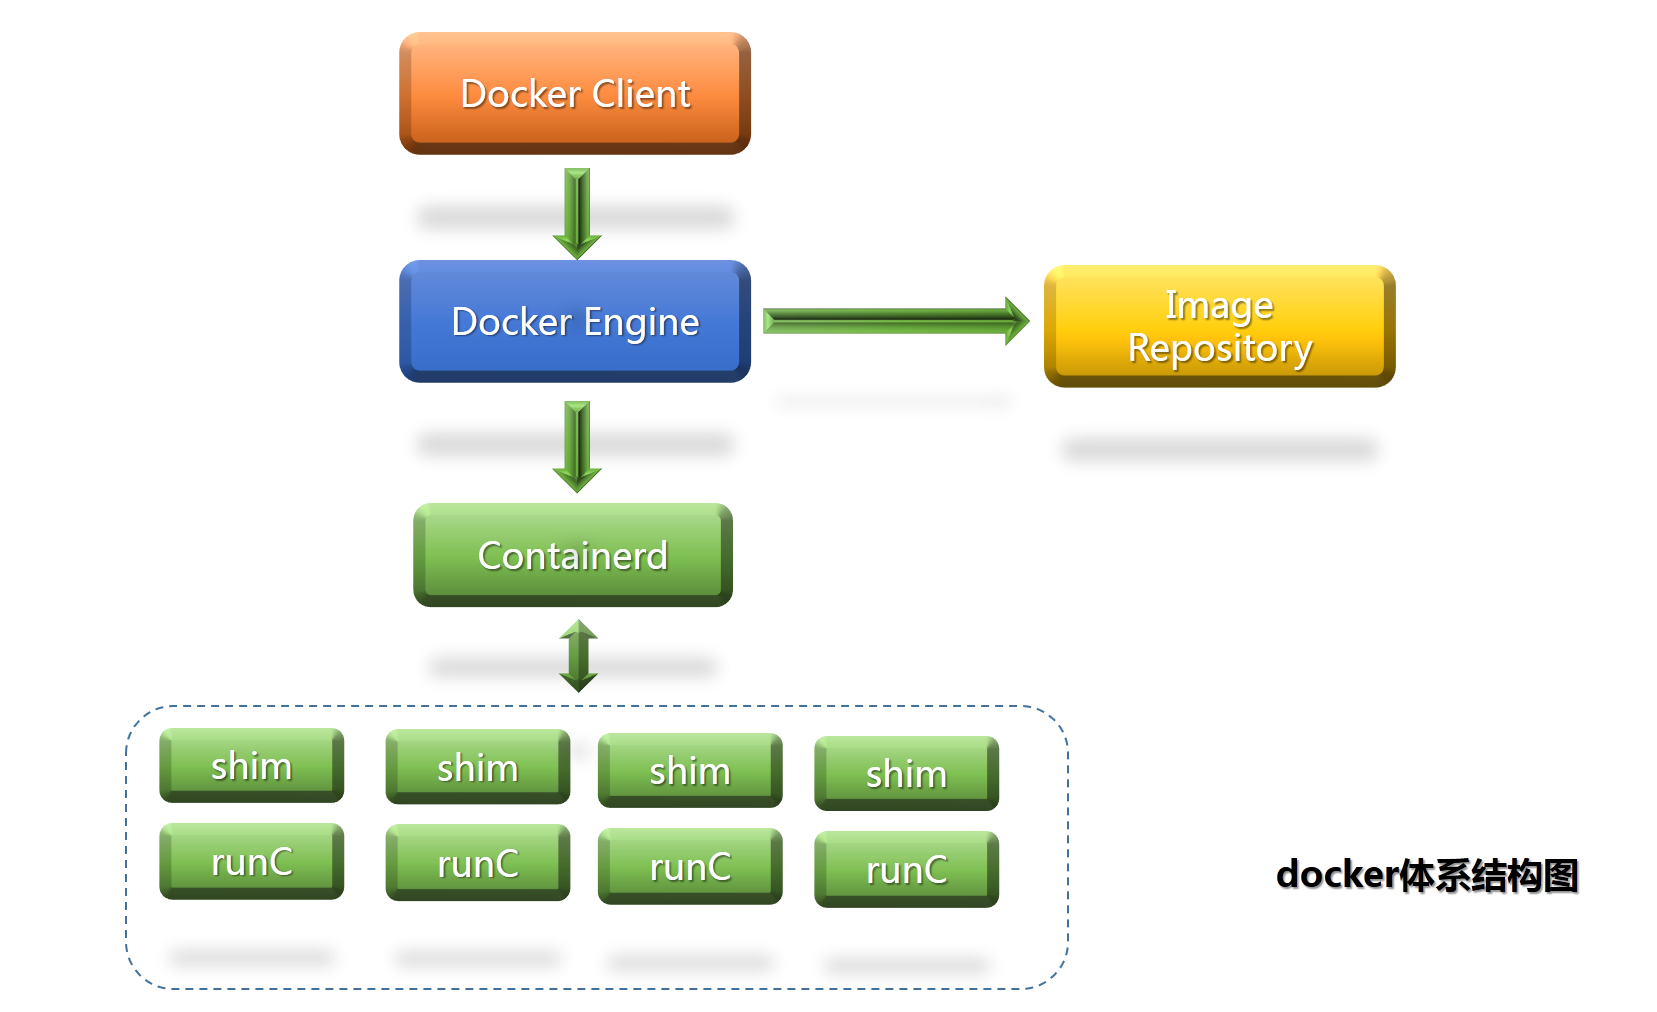 Docker Client
Docker Engine
Image
Repository
Containerd
shim shim shim shim
runC runC runC runC
docker体系结构图